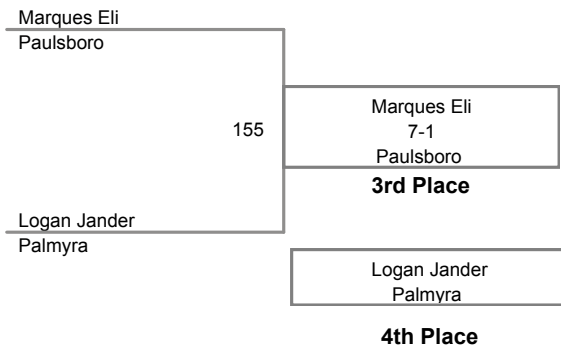 Marques Eli
Paulsboro
155
Marques Eli
7-1
Paulsboro
3rd Place
Logan Jander
Palmyra
Logan Jander
Palmyra
4th Place